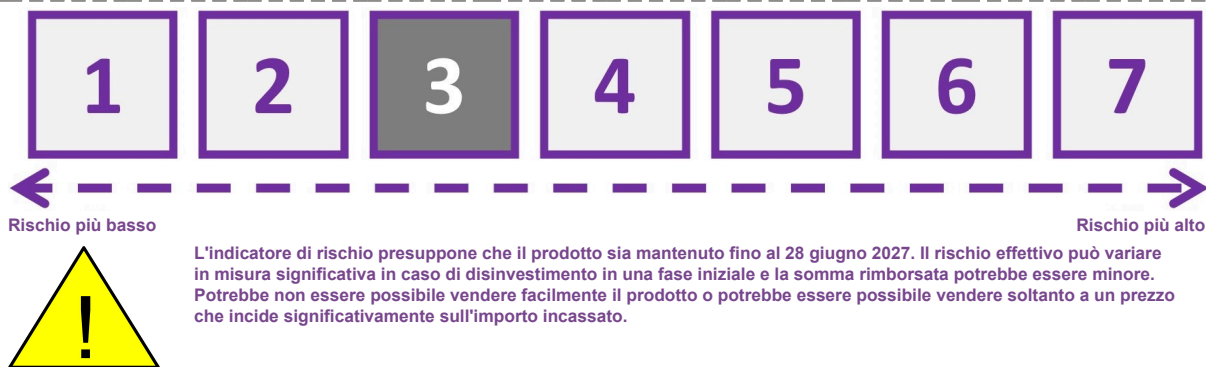 1 2 3 4 5 6 7
Rischio più basso Rischio più alto
!
L'indicatore di rischio presuppone che il prodotto sia mantenuto fino al 28 giugno 2027. Il rischio effettivo può variare
in misura significativa in caso di disinvestimento in una fase iniziale e la somma rimborsata potrebbe essere minore.
Potrebbe non essere possibile vendere facilmente il prodotto o potrebbe essere possibile vendere soltanto a un prezzo
che incide significativamente sull'importo incassato.